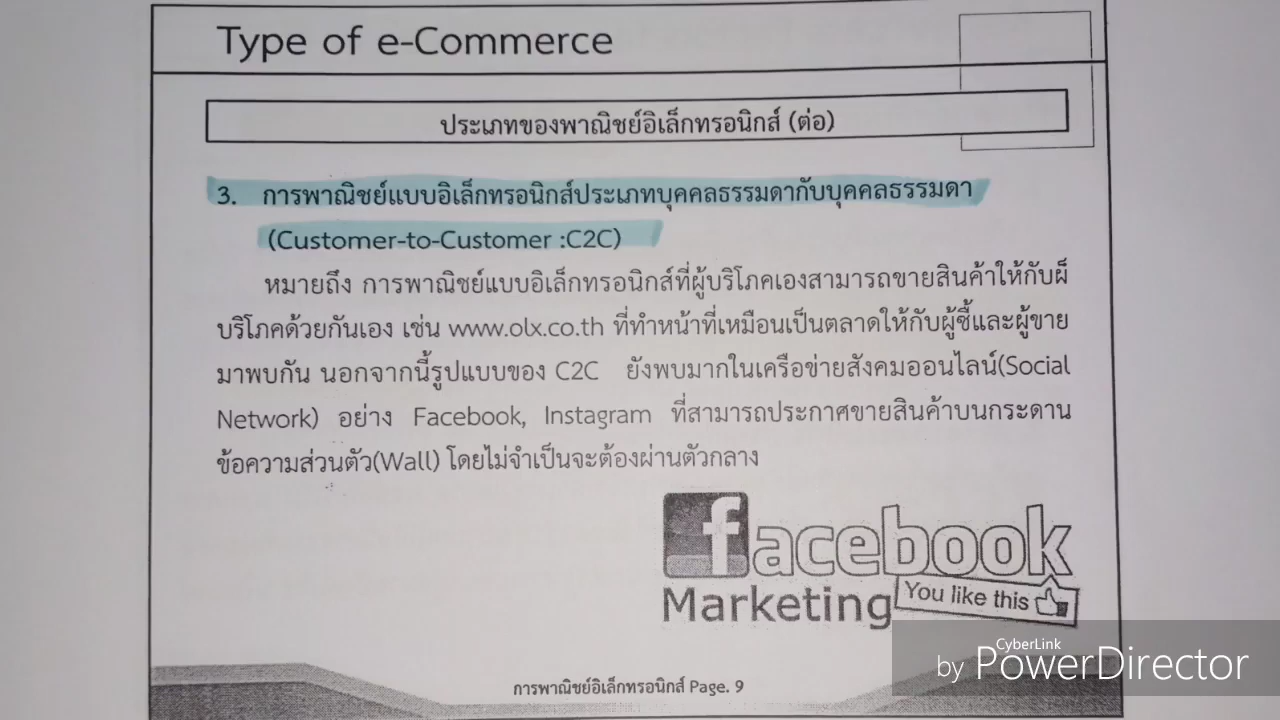 Type of e-Commerce
ประเภทของพาณิชย์อิเล็กทรอนิกส์ (ต่อ)
3. การพาณิชย์แบบอิเล็กทรอนิกส์ประเภทบุคคลธรรมดากับบุคคลธรรมดา
(Customer-to-Customer :C2C)
หมายถึง การพาณิชย์แบบอิเล็กทรอนิกส์ที่ผู้บริโภคเองสามารถขายสินค้าให้กับผ็
บริโภคด้วยกันเอง เช่น www.olx.co.th ที่ทำหน้าที่เหมือนเป็นตลาดให้กับผู้ซื้และผู้ขาย
มาพบกัน นอกจากนี้รูปแบบของ C2C ยังพบมากในเครือข่ายสังคมออนไลน์(Social
Network) อย่าง Facebook, Instagram ที่สามารถประกาศขายสินค้าบนกระดาน
ข้อความส่วนตัว(Wall) โดยไม่จำเป็นจะต้องผ่านตัวกลาง
facebook
Marketing You like this
CyberLink
by PowerDirector
การพาณิชย์อิเล็กทรอนิกส์ Page. 9